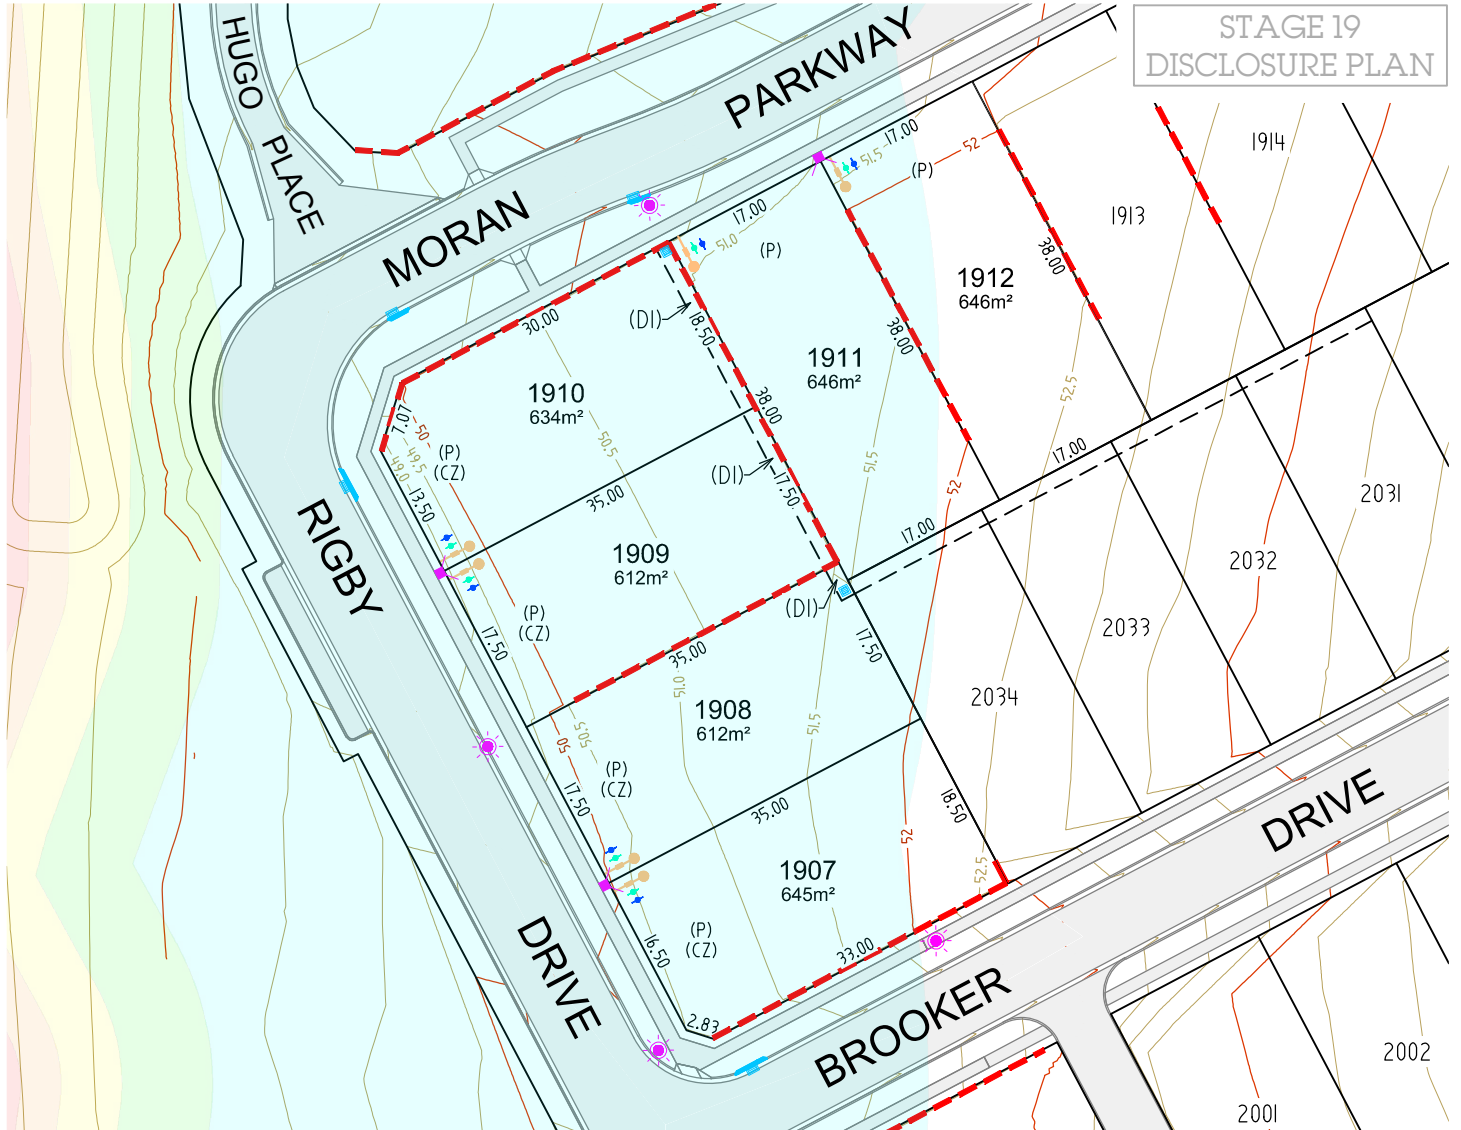 STAGE 19
DISCLOSURE PLAN
HUGO PLACE
MORAN PARKWAY
17.00
52
51.5
(P)
1914
1913
38.00
17.00
51.0
(P)
1912
646m²
(DI)
18.50
30.00
38.00
1911
646m²
1910
634m²
38.00
52.5
7.07
50
49.5
49.0
(P)
(CZ)
50.5
51.5
17.00
(DI)
17.50
52
2031
13.50
35.00
RIGBY
1909
612m²
17.00
2032
(P)
(CZ)
(DI)
2033
17.50
35.00
17.50
51.0
1908
612m²
51.5
2034
50
50.5
(P)
(CZ)
17.50
35.00
18.50
52
DRIVE
1907
645m²
52.5
(P)
(CZ)
16.50
33.00
DRIVE
2.83
BROOKER
2002
2001